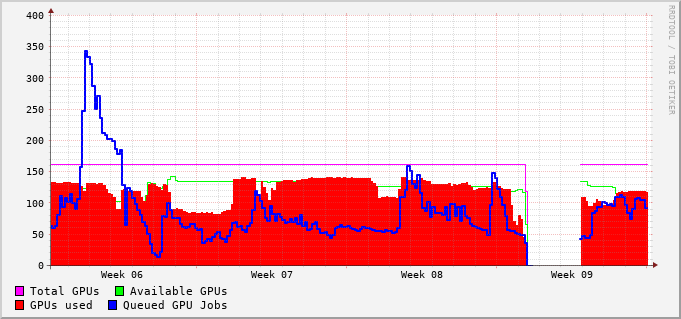 400
350
300
250
200
150
100
50
0
Week 06 Week 07 Week 08 Week 09
Total GPUs Available GPUs
GPUs used Queued GPU Jobs
RRDTOOL / TOBI OETIKER